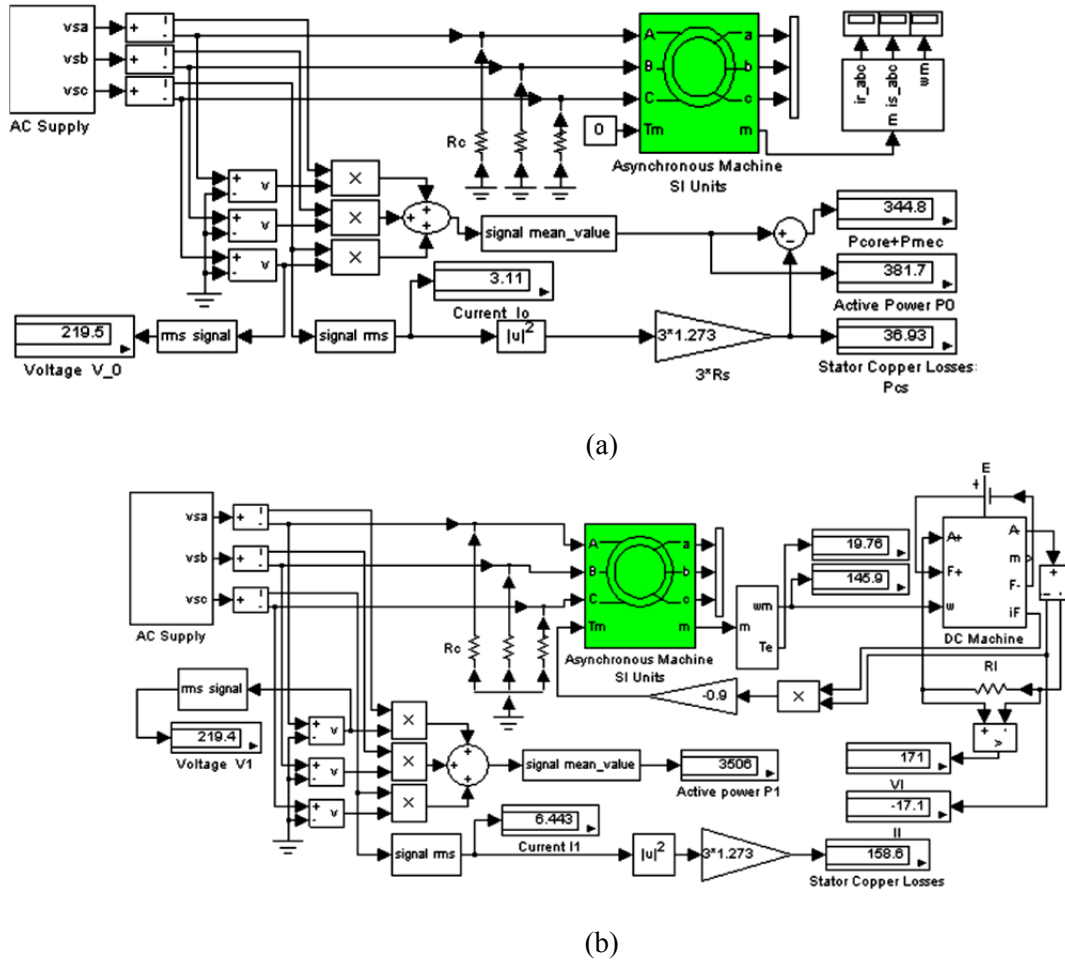 vsa
vsb
vsc
AC Supply
+ i -
+ i -
+ i -
A
B
C
Tm
a
b
c
m
Asynchronous Machine
SI Units
0
Rc
ir_abc
m is_abc
wm
+ - v
+ - v
+ - v
×
×
×
+
+ +
+
signal mean_value
+ -
344.8
Pcore+Pmec
381.7
Active Power P0
3.11
Current Io
219.5
Voltage V_0
rms signal
signal rms
|u|²
3*1.273
3*Rs
36.93
Stator Copper Losses:
Pcs
(a)
vsa
vsb
vsc
AC Supply
+ i -
+ i -
+ i -
A
B
C
Tm
a
b
c
m
Asynchronous Machine
SI Units
Rc
m
wm
Te
19.76
145.9
E
+
A+
F+
w
A-
m
F-
iF
DC Machine
+ - i
Rl
+ - v
-0.9
×
rms signal
219.4
Voltage V1
+ - v
+ - v
+ - v
×
×
×
+
+
+
signal mean_value
3506
Active power P1
171
Vl
-17.1
Il
signal rms
6.443
Current I1
|u|²
3*1.273
158.6
Stator Copper Losses
(b)